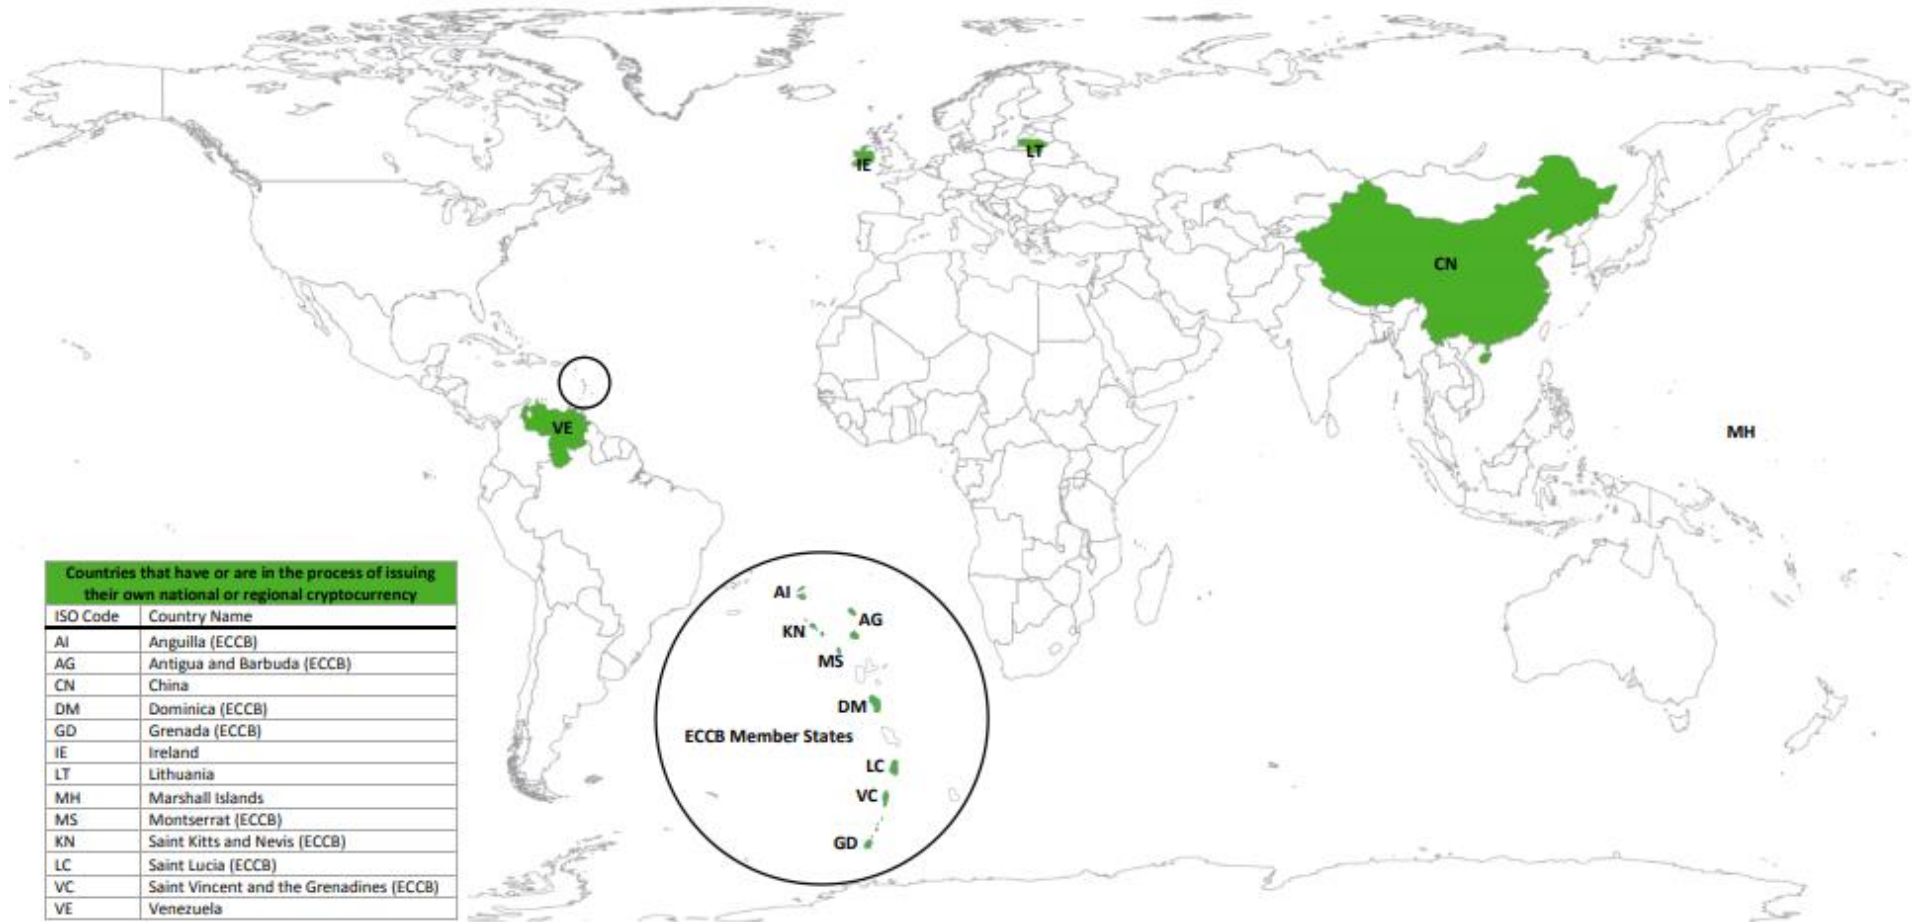 IE
LT
CN
VE
MH
AI
AG
KN
MS
DM
ECCB Member States
LC
VC
GD
Countries that have or are in the process of issuing
their own national or regional cryptocurrency
ISO Code Country Name
AI Anguilla (ECCB)
AG Antigua and Barbuda (ECCB)
CN China
DM Dominica (ECCB)
GD Grenada (ECCB)
IE Ireland
LT Lithuania
MH Marshall Islands
MS Montserrat (ECCB)
KN Saint Kitts and Nevis (ECCB)
LC Saint Lucia (ECCB)
VC Saint Vincent and the Grenadines (ECCB)
VE Venezuela